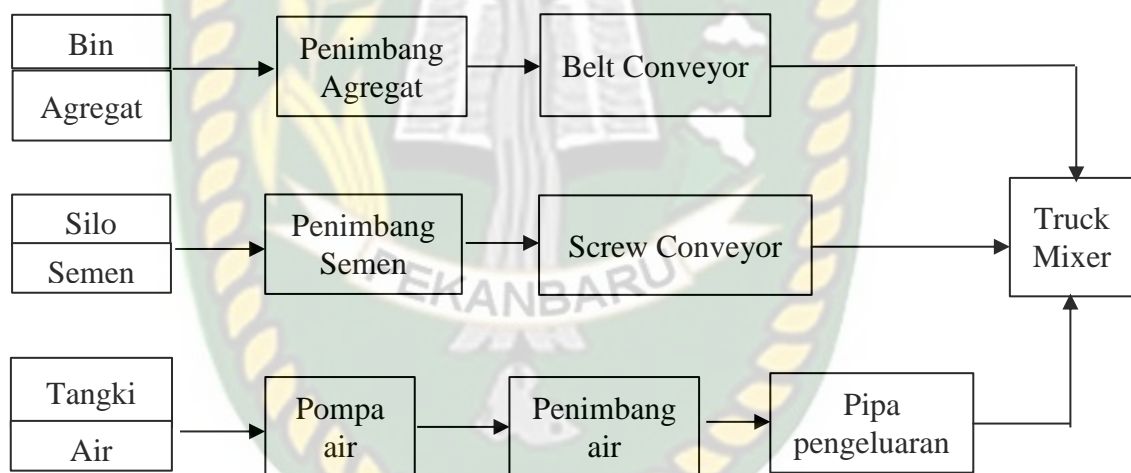 Bin
Agregat
Penimbang
Agregat
Belt Conveyor
Silo
Semen
Penimbang
Semen
Screw Conveyor
Truck
Mixer
Tangki
Air
Pompa
air
Penimbang
air
Pipa
pengeluaran
PEKANBARU